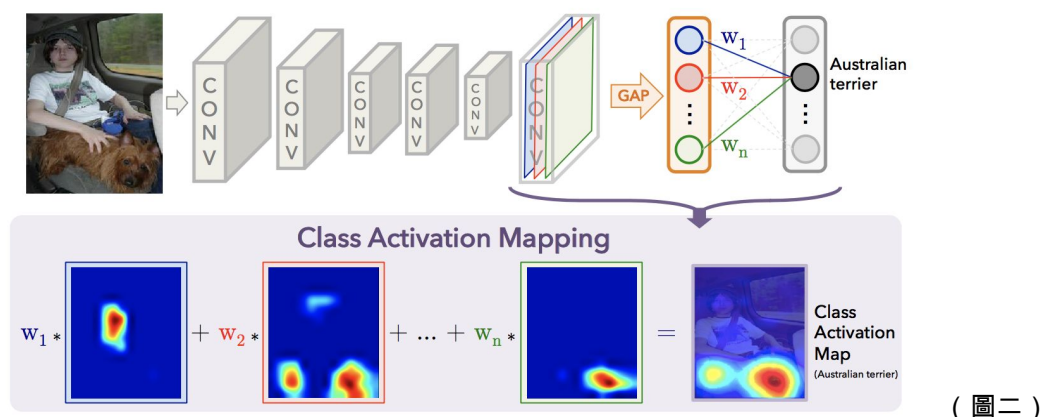 CONV
CONV
CONV
CONV
CONV
CONV
GAP
w1
w2
wn
Australian
terrier
Class Activation Mapping
w1 * + w2 * + ... + wn * =
Class
Activation
Map
(Australian terrier)
(圖二)